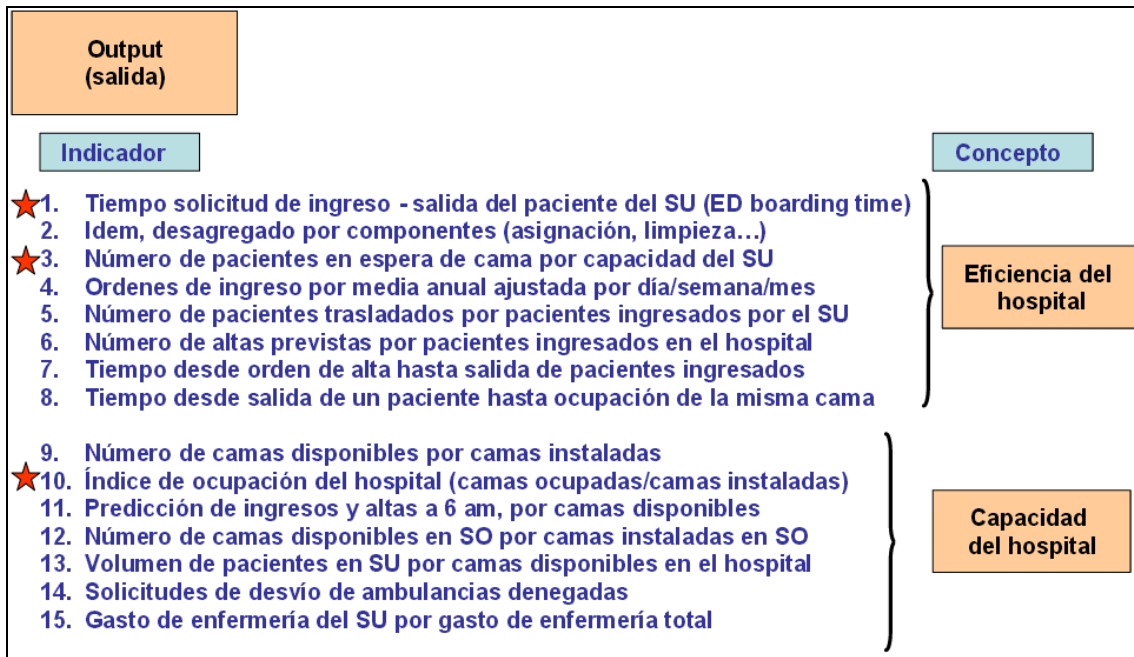 Output
(salida)
Indicador
Concepto
1. Tiempo solicitud de ingreso - salida del paciente del SU (ED boarding time)
2. Idem, desagregado por componentes (asignación, limpieza…)
3. Número de pacientes en espera de cama por capacidad del SU
4. Ordenes de ingreso por media anual ajustada por día/semana/mes
5. Número de pacientes trasladados por pacientes ingresados por el SU
6. Número de altas previstas por pacientes ingresados en el hospital
7. Tiempo desde orden de alta hasta salida de pacientes ingresados
8. Tiempo desde salida de un paciente hasta ocupación de la misma cama
Eficiencia del
hospital
9. Número de camas disponibles por camas instaladas
10. Índice de ocupación del hospital (camas ocupadas/camas instaladas)
11. Predicción de ingresos y altas a 6 am, por camas disponibles
12. Número de camas disponibles en SO por camas instaladas en SO
13. Volumen de pacientes en SU por camas disponibles en el hospital
14. Solicitudes de desvío de ambulancias denegadas
15. Gasto de enfermería del SU por gasto de enfermería total
Capacidad
del hospital